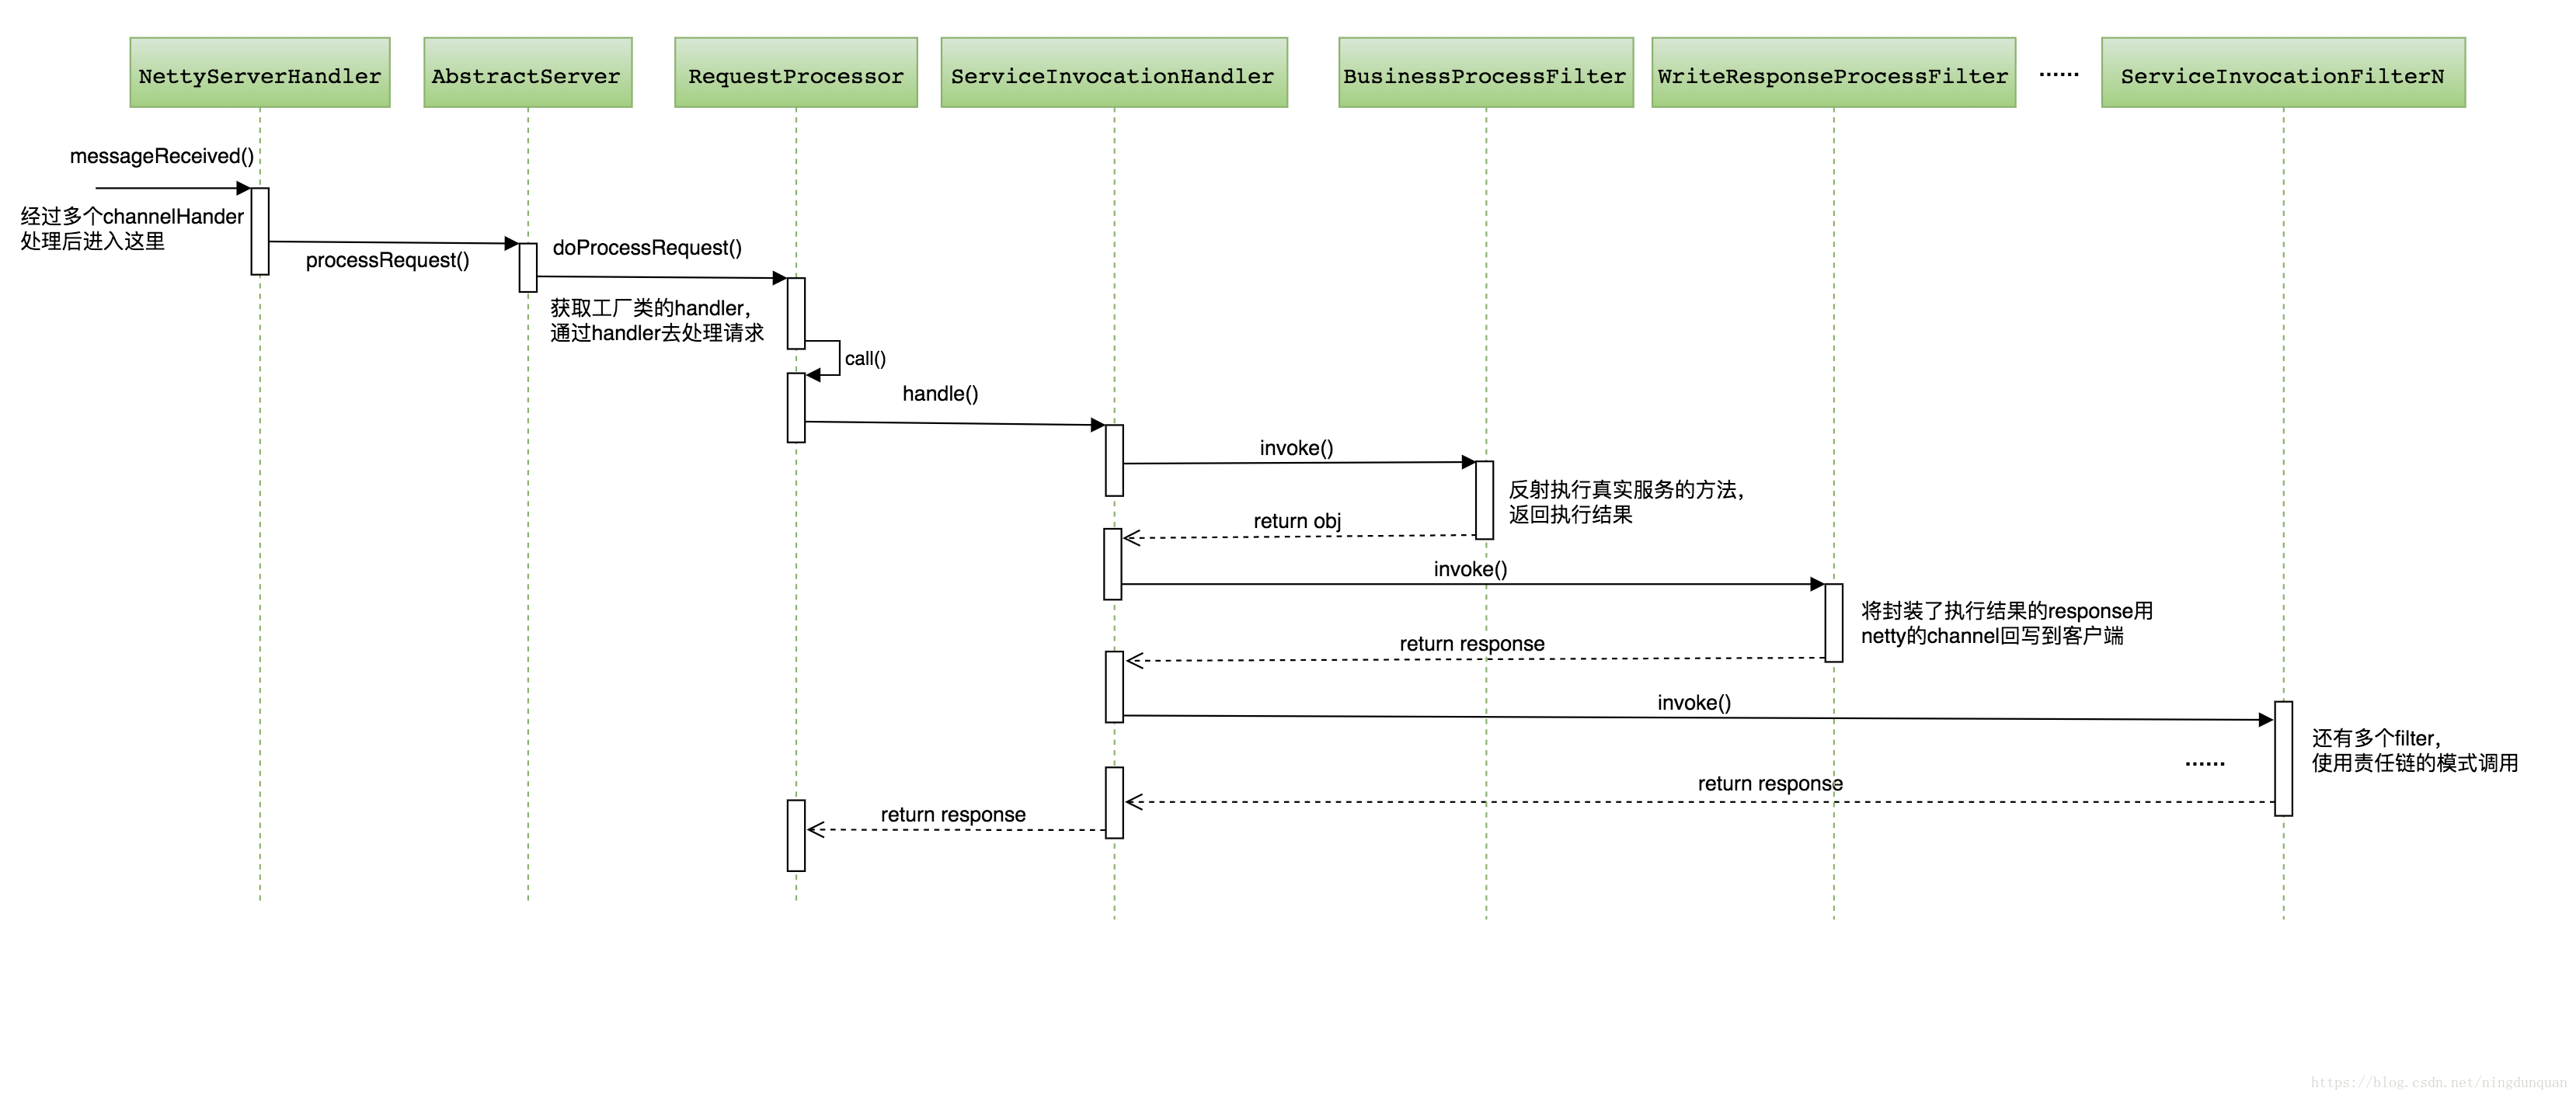 NettyServerHandler
AbstractServer
RequestProcessor
ServiceInvocationHandler
BusinessProcessFilter
WriteResponseProcessFilter
......
ServiceInvocationFilterN
messageReceived()
经过多个channelHander
处理后进入这里
processRequest()
doProcessRequest()
获取工厂类的handler,
通过handler去处理请求
call()
handle()
invoke()
反射执行真实服务的方法,
返回执行结果
return obj
invoke()
将封装了执行结果的response用
netty的channel回写到客户端
return response
invoke()
还有多个filter,
使用责任链的模式调用
......
return response
return response
https://blog.csdn.net/ningdunquan